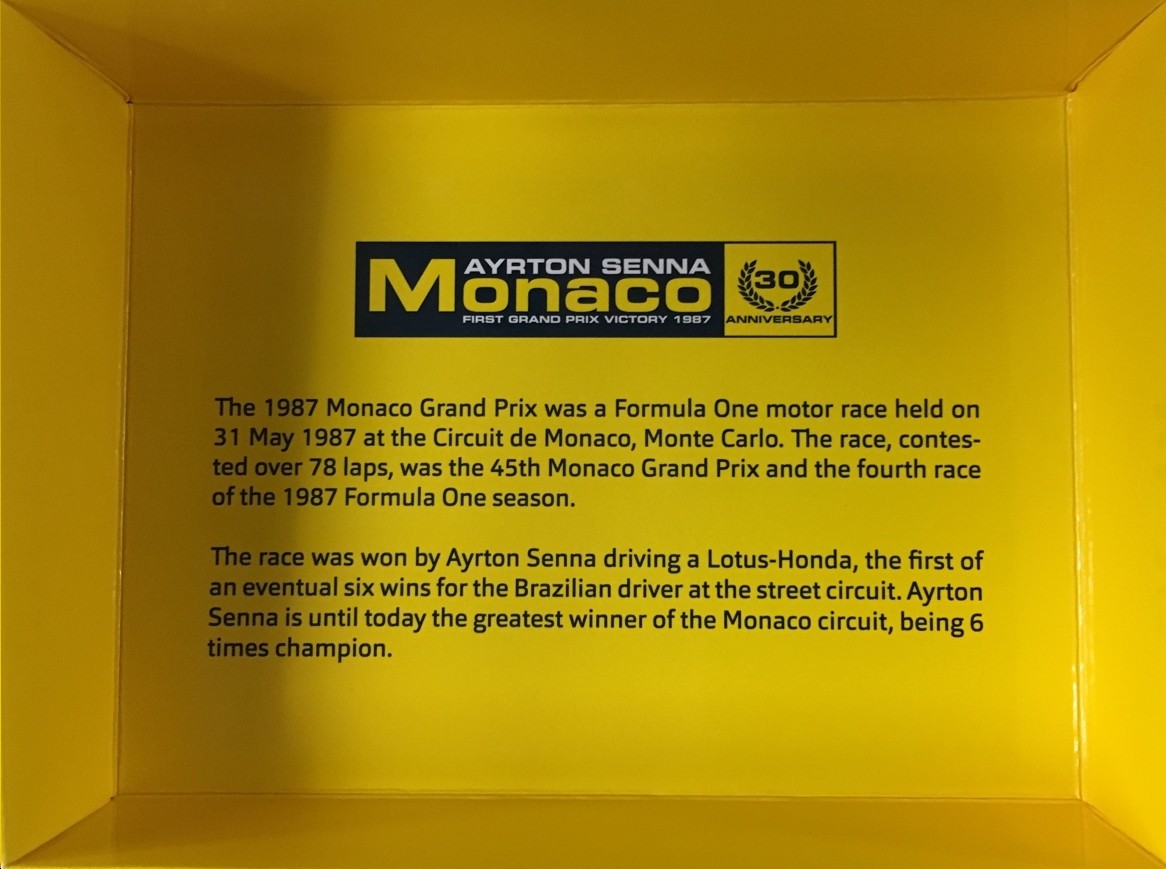 AYRTON SENNA
Monaco
FIRST GRAND PRIX VICTORY 1987
30
ANNIVERSARY
The 1987 Monaco Grand Prix was a Formula One motor race held on
31 May 1987 at the Circuit de Monaco, Monte Carlo. The race, contes-
ted over 78 laps, was the 45th Monaco Grand Prix and the fourth race
of the 1987 Formula One season.
The race was won by Ayrton Senna driving a Lotus-Honda, the first of
an eventual six wins for the Brazilian driver at the street circuit. Ayrton
Senna is until today the greatest winner of the Monaco circuit, being 6
times champion.